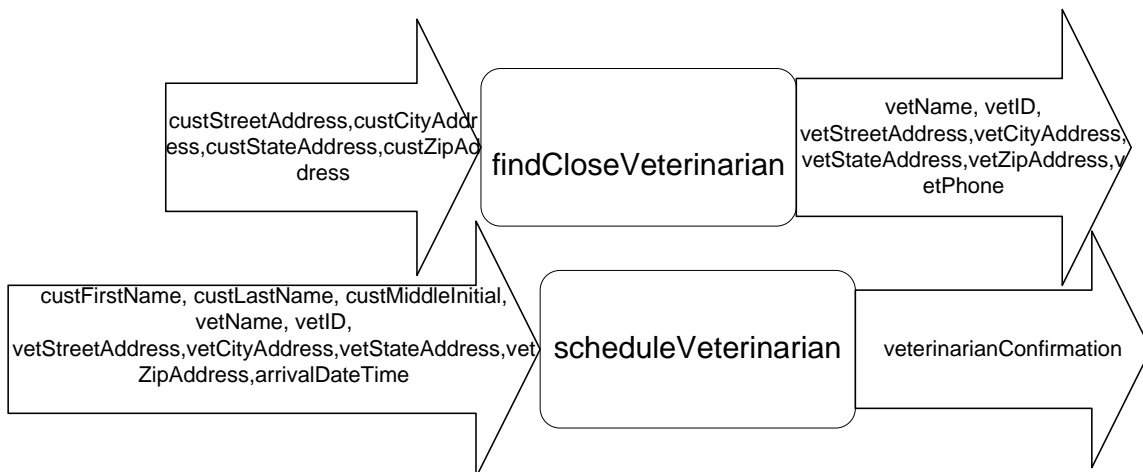 custStreetAddress,custCityAddr
ess,custStateAddress,custZipAd
dress
findCloseVeterinarian
vetName, vetID,
vetStreetAddress,vetCityAddress,
vetStateAddress,vetZipAddress,v
etPhone
custFirstName, custLastName, custMiddleInitial,
vetName, vetID,
vetStreetAddress,vetCityAddress,vetStateAddress,vet
ZipAddress,arrivalDateTime
scheduleVeterinarian
veterinarianConfirmation